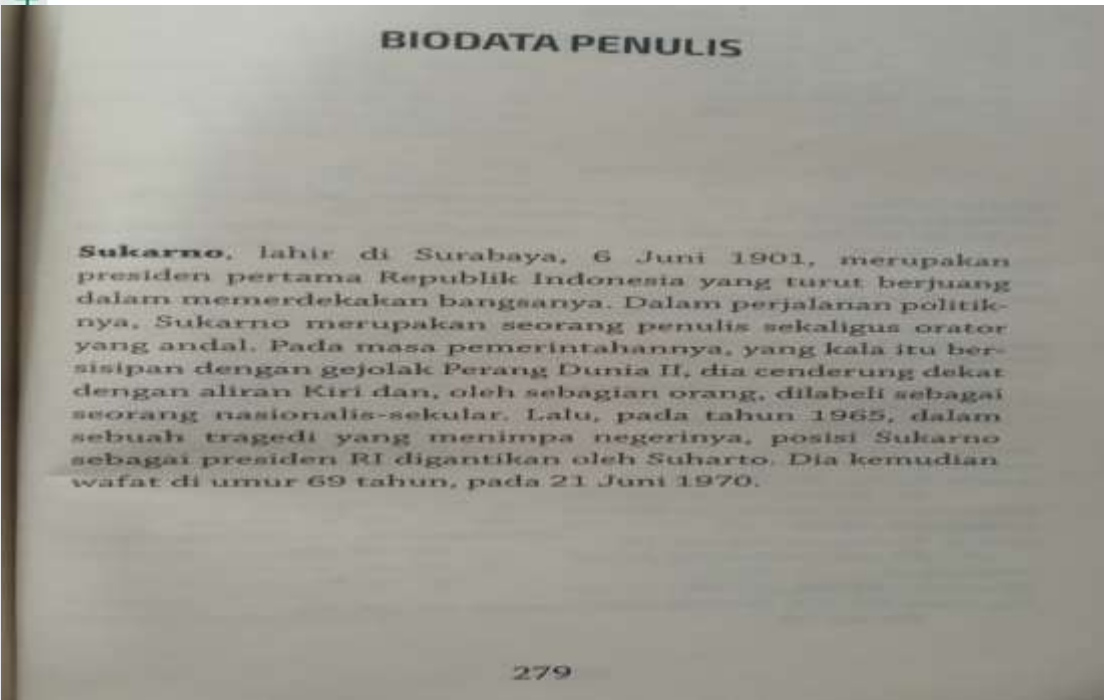 BIODATA PENULIS
Sukarno, lahir di Surabaya, 6 Juni 1901, merupakan
presiden pertama Republik Indonesia yang turut berjuang
dalam memerdekakan bangsanya. Dalam perjalanan politik-
nya, Sukarno merupakan seorang penulis sekaligus orator
yang andal. Pada masa pemerintahannya, yang kala itu ber-
sisipan dengan gejolak Perang Dunia II, dia cenderung dekat
dengan aliran Kiri dan, oleh sebagian orang, dilabeli sebagai
seorang nasionalis-sekular. Lalu, pada tahun 1965, dalam
sebuah tragedi yang menimpa negerinya, posisi Sukarno
sebagai presiden RI digantikan oleh Suharto. Dia kemudian
wafat di umur 69 tahun, pada 21 Juni 1970.
279